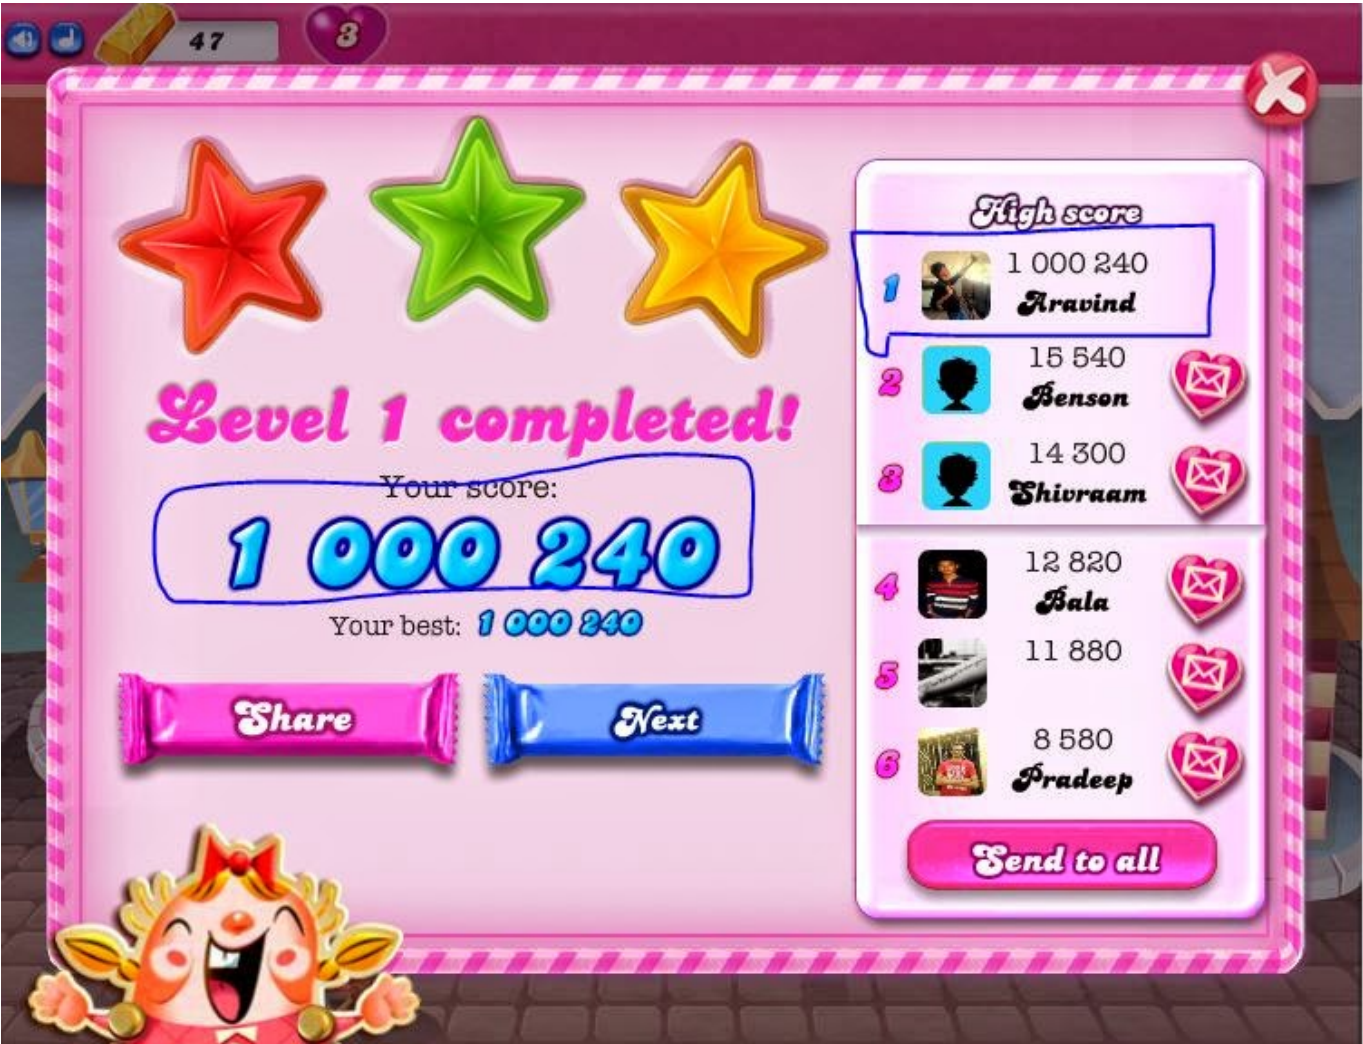 47
3
Level 1 completed!
Your score:
1 000 240
Your best: 1 000 240
Share
Next
High score
1
1 000 240
Aravind
2
15 540
Benson
3
14 300
Shivraam
4
12 820
Bala
5
11 880
6
8 580
Pradeep
Send to all